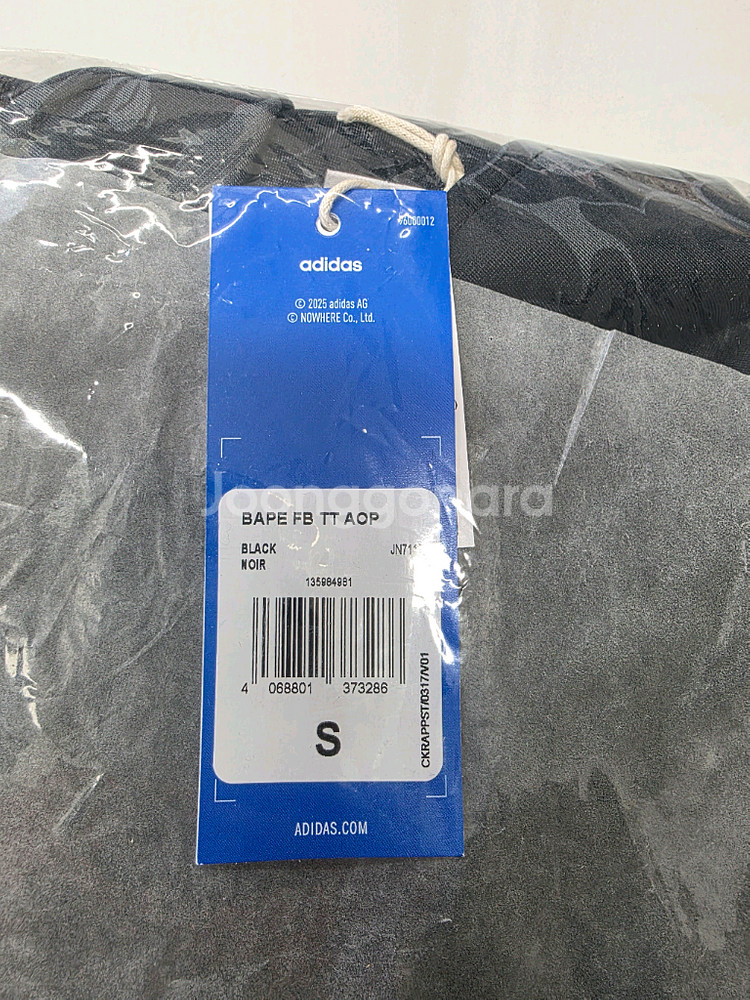 adidas
© 2025 adidas AG
© NOWHERE Co., Ltd.
Joonggonara
BAPE FB TT AOP
BLACK
NOIR
135984981
4 068801 373286
CKRAPPST/0317/V01
S
ADIDAS.COM